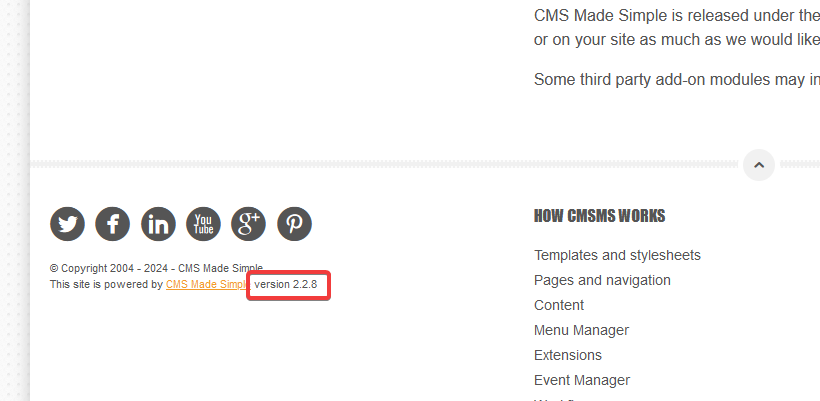 CMS Made Simple is released under the
or on your site as much as we would like
Some third party add-on modules may in
You
Tube
g+
© Copyright 2004 - 2024 - CMS Made Simple
This site is powered by CMS Made Simple version 2.2.8
HOW CMSMS WORKS
Templates and stylesheets
Pages and navigation
Content
Menu Manager
Extensions
Event Manager